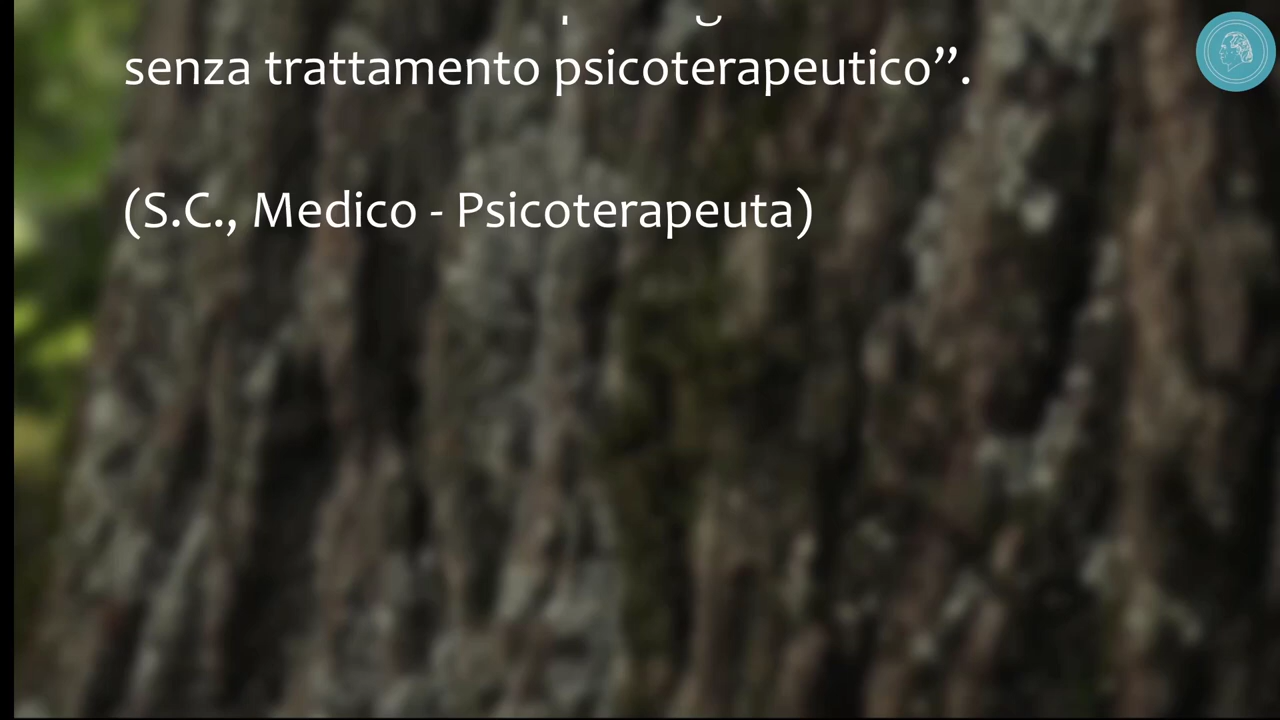 senza trattamento psicoterapeutico”.
(S.C., Medico - Psicoterapeuta)